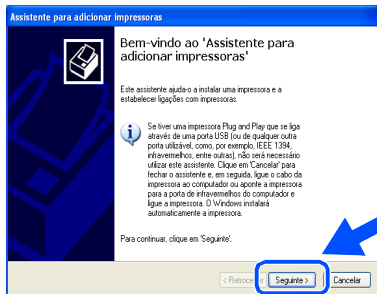 Assistente para adicionar impressoras
Bem-vindo ao 'Assistente para
adicionar impressoras'
Este assistente ajuda-o a instalar uma impressora e a
estabelecer ligações com impressoras.
Se tiver uma impressora Plug and Play que se liga
através de uma porta USB (ou de qualquer outra
porta utilizável, como, por exemplo, IEEE 1394,
infravermelhos, entre outras), não será necessário
utilizar este assistente. Clique em 'Cancelar' para
fechar o assistente e, em seguida, ligue o cabo da
impressora ao computador ou aponte a impressora
para a porta de infravermelhos do computador e
ligue a impressora. O Windows instalará
automaticamente a impressora.
Para continuar, clique em 'Seguinte'.
< Retroceder Seguinte > Cancelar